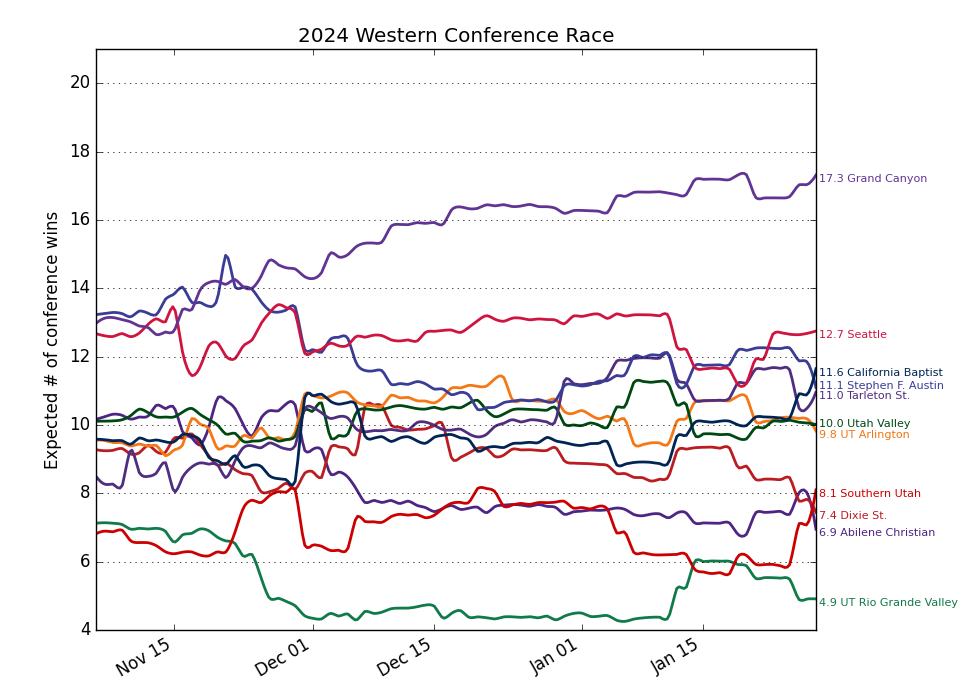 2024 Western Conference Race
Expected # of conference wins
20
18
16
14
12
10
8
6
4
Nov 15
Dec 01
Dec 15
Jan 01
Jan 15
17.3 Grand Canyon
12.7 Seattle
11.6 California Baptist
11.1 Stephen F. Austin
11.0 Tarleton St.
10.0 Utah Valley
9.8 UT Arlington
8.1 Southern Utah
7.4 Dixie St.
6.9 Abilene Christian
4.9 UT Rio Grande Valley